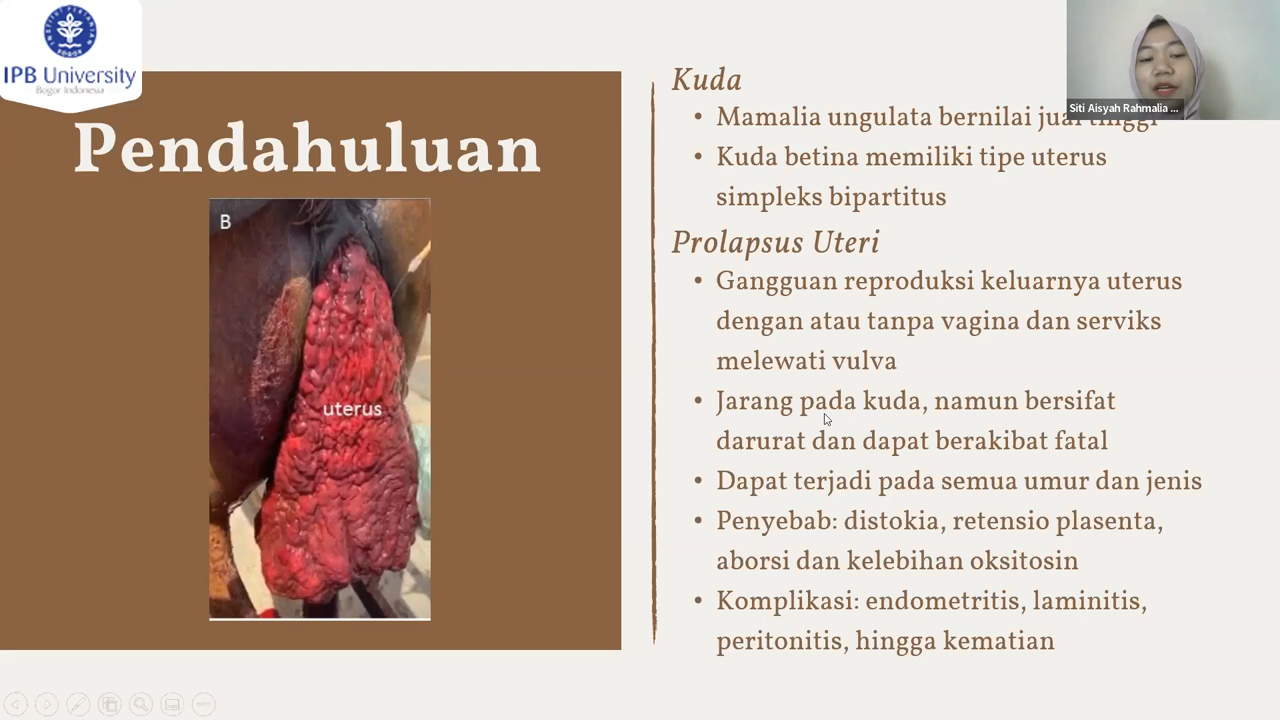 INSTITUT PERTANIAN
BOGOR
IPB University
Bogor Indonesia
Pendahuluan
B
uterus
Kuda
• Mamalia ungulata bernilai jual tinggi
• Kuda betina memiliki tipe uterus
simpleks bipartitus
Prolapsus Uteri
• Gangguan reproduksi keluarnya uterus
dengan atau tanpa vagina dan serviks
melewati vulva
• Jarang pada kuda, namun bersifat
darurat dan dapat berakibat fatal
• Dapat terjadi pada semua umur dan jenis
• Penyebab: distokia, retensio plasenta,
aborsi dan kelebihan oksitosin
• Komplikasi: endometritis, laminitis,
peritonitis, hingga kematian
Siti Aisyah Rahmalia ...